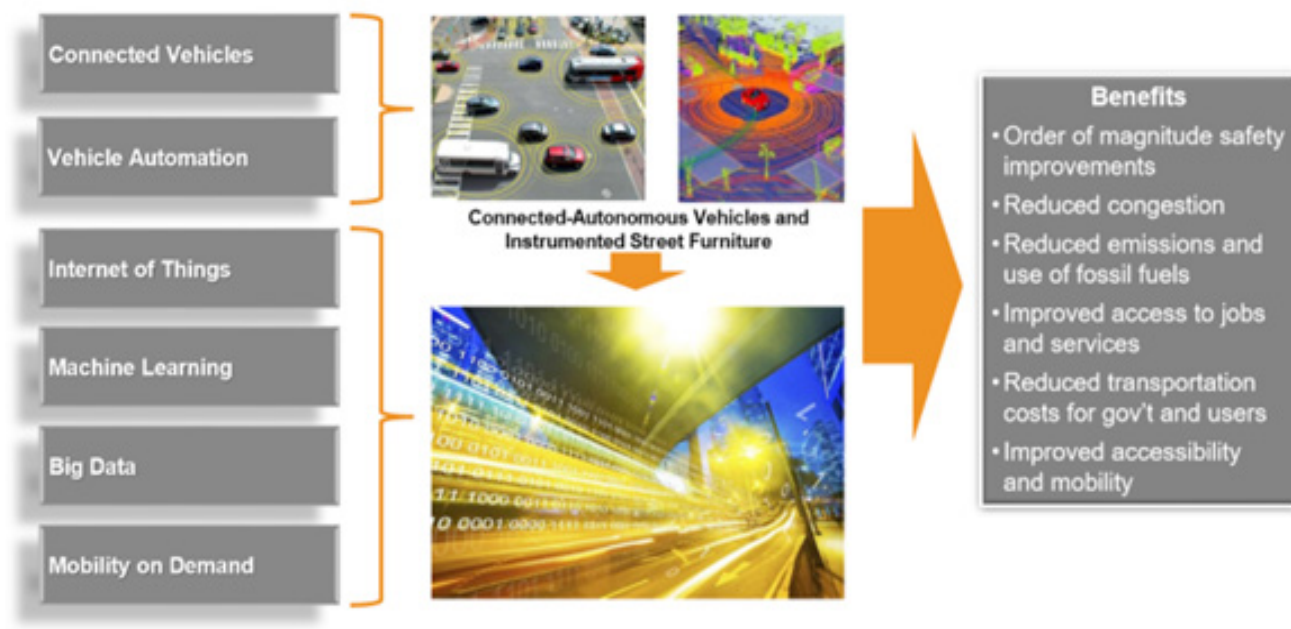 Connected Vehicles
Vehicle Automation
Internet of Things
Machine Learning
Big Data
Mobility on Demand
Connected-Autonomous Vehicles and
Instrumented Street Furniture
Benefits
• Order of magnitude safety
improvements
• Reduced congestion
• Reduced emissions and
use of fossil fuels
• Improved access to jobs
and services
• Reduced transportation
costs for gov't and users
• Improved accessibility
and mobility